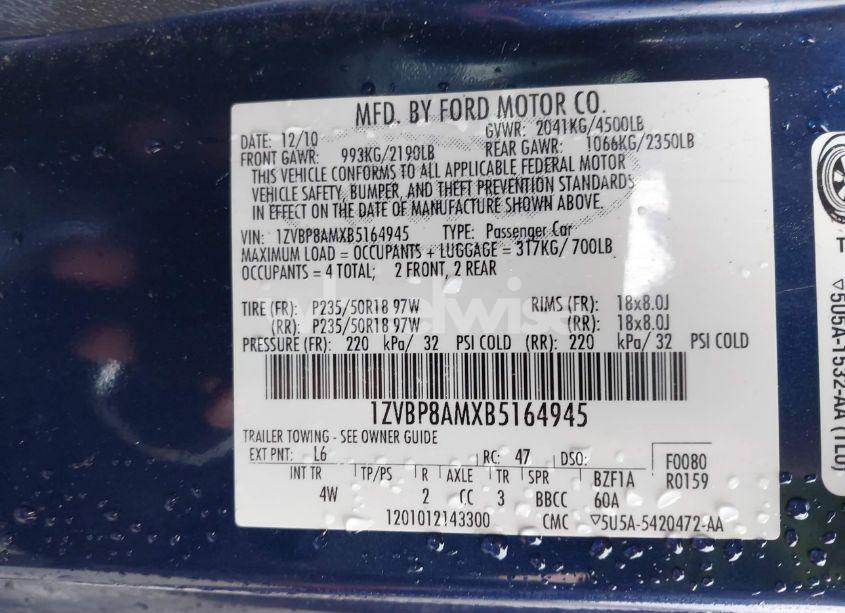 MFD. BY FORD MOTOR CO.
DATE: 12/10 GVWR: 2041KG/4500LB
FRONT GAWR: 993KG/2190LB REAR GAWR: 1066KG/2350LB
THIS VEHICLE CONFORMS TO ALL APPLICABLE FEDERAL MOTOR
VEHICLE SAFETY, BUMPER, AND THEFT PREVENTION STANDARDS
IN EFFECT ON THE DATE OF MANUFACTURE SHOWN ABOVE.
VIN: 1ZVBP8AMXB5164945 TYPE: Passenger Car
MAXIMUM LOAD = OCCUPANTS + LUGGAGE = 317KG/700LB
OCCUPANTS = 4 TOTAL; 2 FRONT, 2 REAR
TIRE (FR): P235/50R18 97W RIMS (FR): 18x8.0J
(RR): P235/50R18 97W (RR): 18x8.0J
PRESSURE (FR): 220 kPa/ 32 PSI COLD (RR): 220 kPa/ 32 PSI COLD
1ZVBP8AMXB5164945
TRAILER TOWING - SEE OWNER GUIDE
EXT PNT: L6 RC: 47 DSO: F0080
R0159
INT TR TP/PS R AXLE TR SPR BZF1A
4W 2 CC 3 BBCC 60A
1201012143300 CMC ▽5U5A-5420472-AA
▽5U5A-1532-AA (TLU)